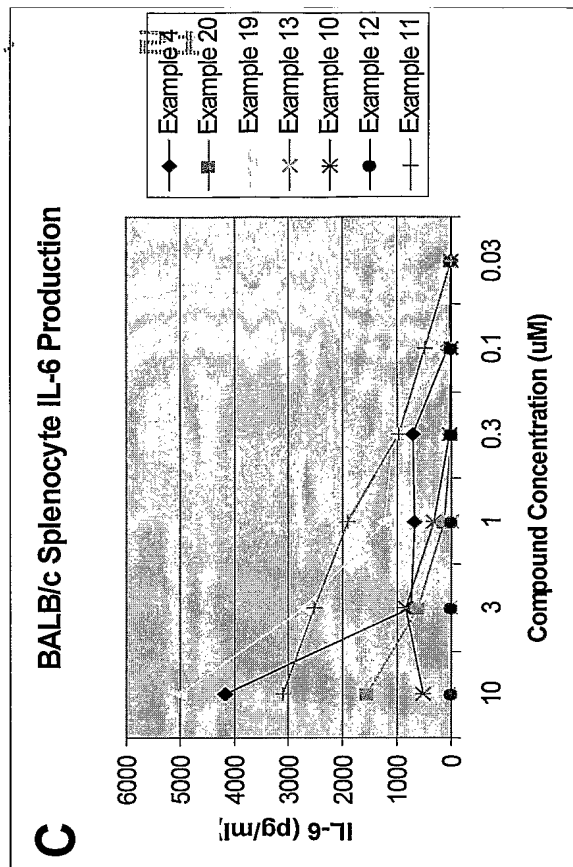 C
BALB/c Splenocyte IL-6 Production
IL-6 (pg/ml)
6000
5000
4000
3000
2000
1000
0
10
3
1
0.3
0.1
0.03
Compound Concentration (uM)
Example 4
Example 20
Example 19
Example 13
Example 10
Example 12
Example 11